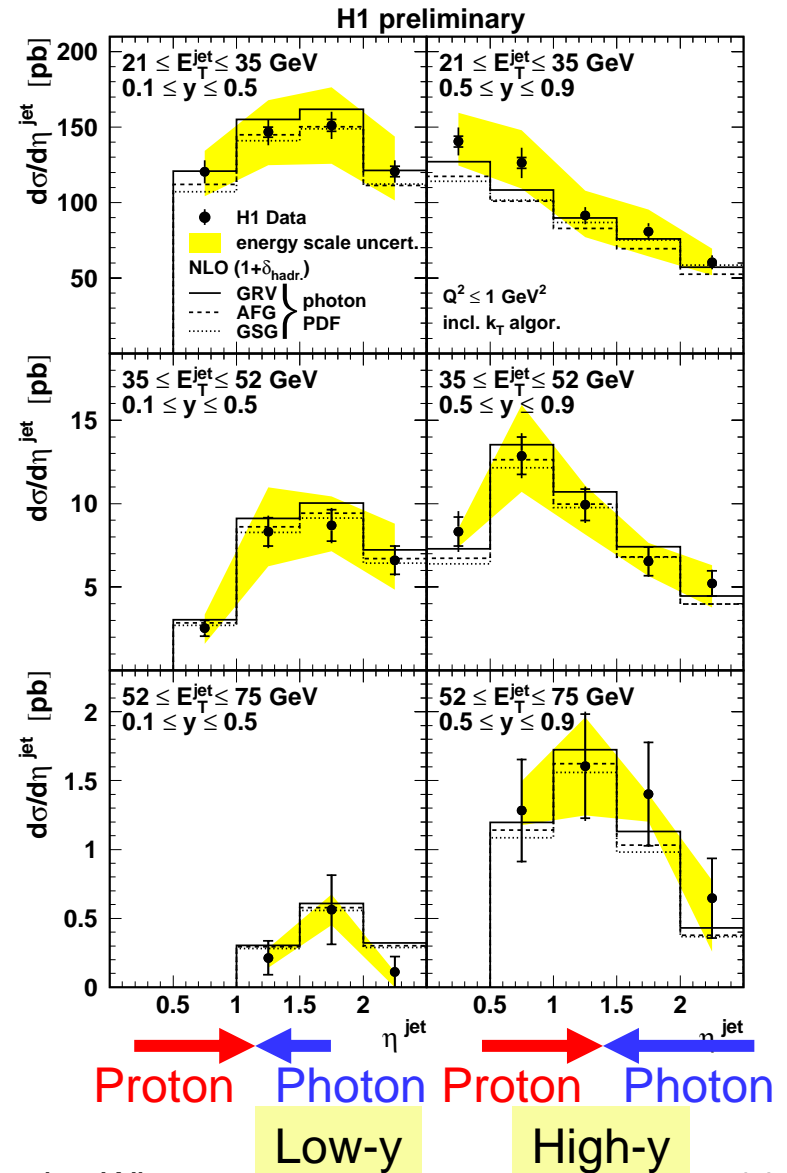 H1 preliminary
dσ/dη jet [pb]
200
150
100
50
21 ≤ E_T^jet ≤ 35 GeV
0.1 ≤ y ≤ 0.5
H1 Data
energy scale uncert.
NLO (1+δ_hadr.)
GRV
AFG
GSG
} photon
PDF
21 ≤ E_T^jet ≤ 35 GeV
0.5 ≤ y ≤ 0.9
Q^2 ≤ 1 GeV^2
incl. k_T algor.
dσ/dη jet [pb]
15
10
5
35 ≤ E_T^jet ≤ 52 GeV
0.1 ≤ y ≤ 0.5
35 ≤ E_T^jet ≤ 52 GeV
0.5 ≤ y ≤ 0.9
dσ/dη jet [pb]
2
1.5
1
0.5
0
52 ≤ E_T^jet ≤ 75 GeV
0.1 ≤ y ≤ 0.5
52 ≤ E_T^jet ≤ 75 GeV
0.5 ≤ y ≤ 0.9
0.5 1 1.5 2 0.5 1 1.5 2
η jet η jet
Proton Photon Proton Photon
Low-y High-y